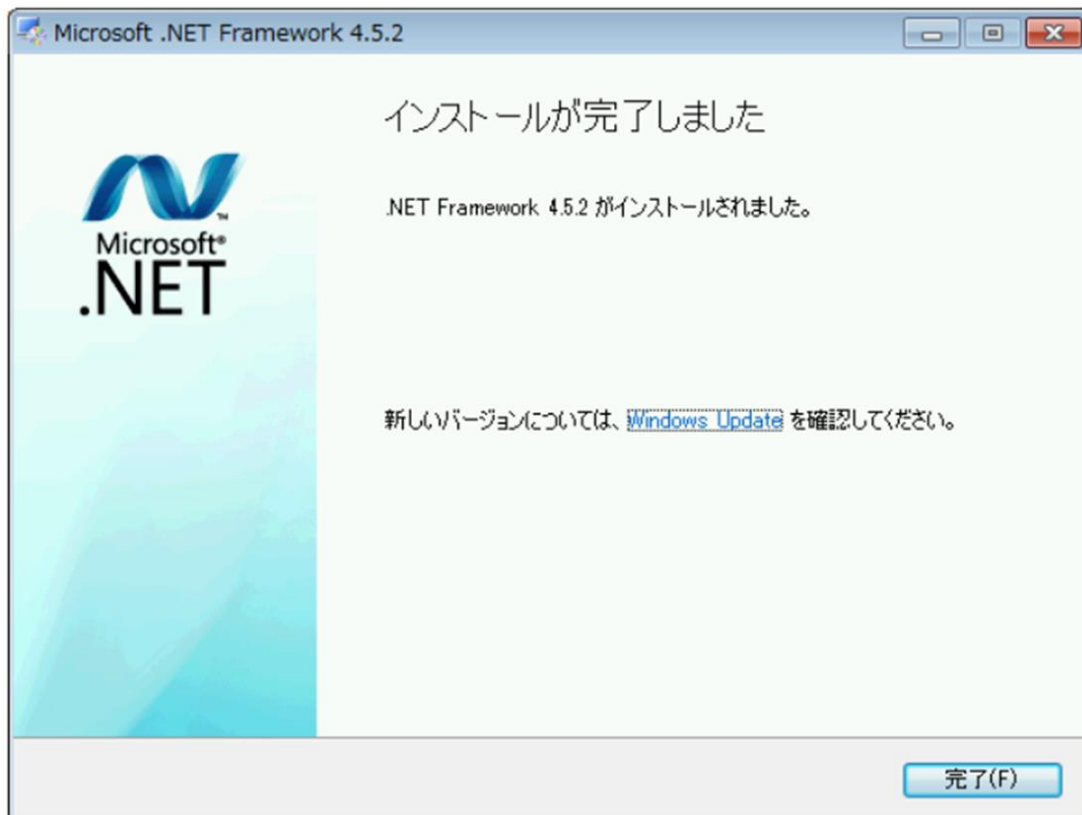 Microsoft .NET Framework 4.5.2
インストールが完了しました
Microsoft®
.NET
.NET Framework 4.5.2 がインストールされました。
新しいバージョンについては、Windows Update を確認してください。
完了(F)